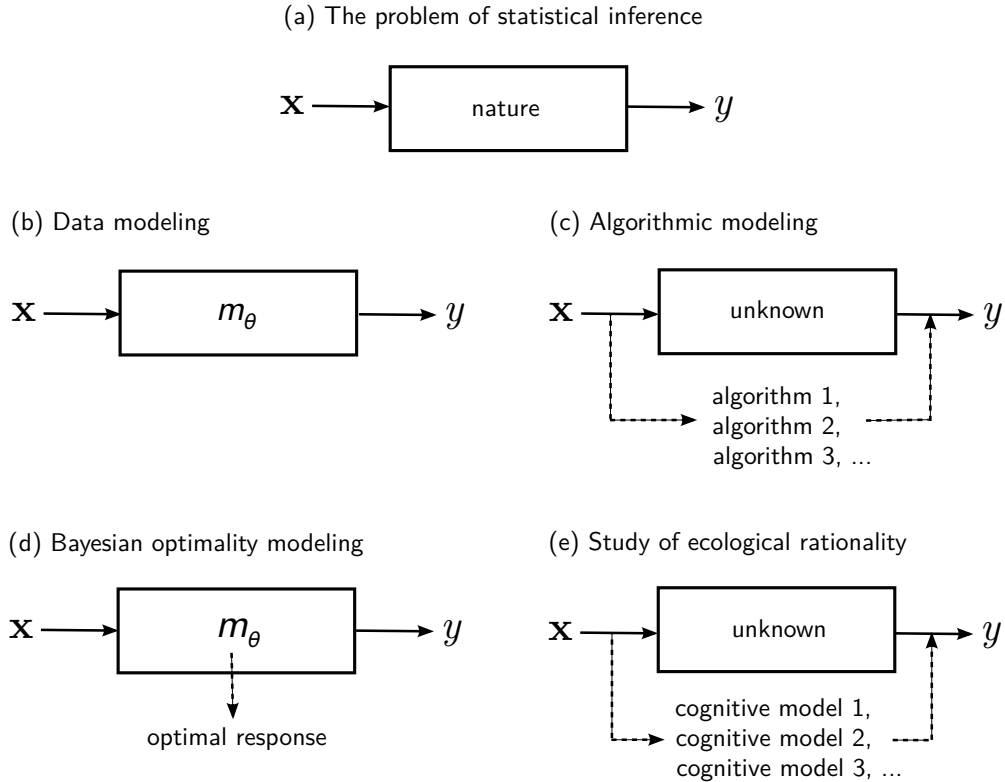 (a) The problem of statistical inference
x nature y
(b) Data modeling
x m_θ y
(c) Algorithmic modeling
x unknown y
algorithm 1,
algorithm 2,
algorithm 3, ...
(d) Bayesian optimality modeling
x m_θ y
optimal response
(e) Study of ecological rationality
x unknown y
cognitive model 1,
cognitive model 2,
cognitive model 3, ...